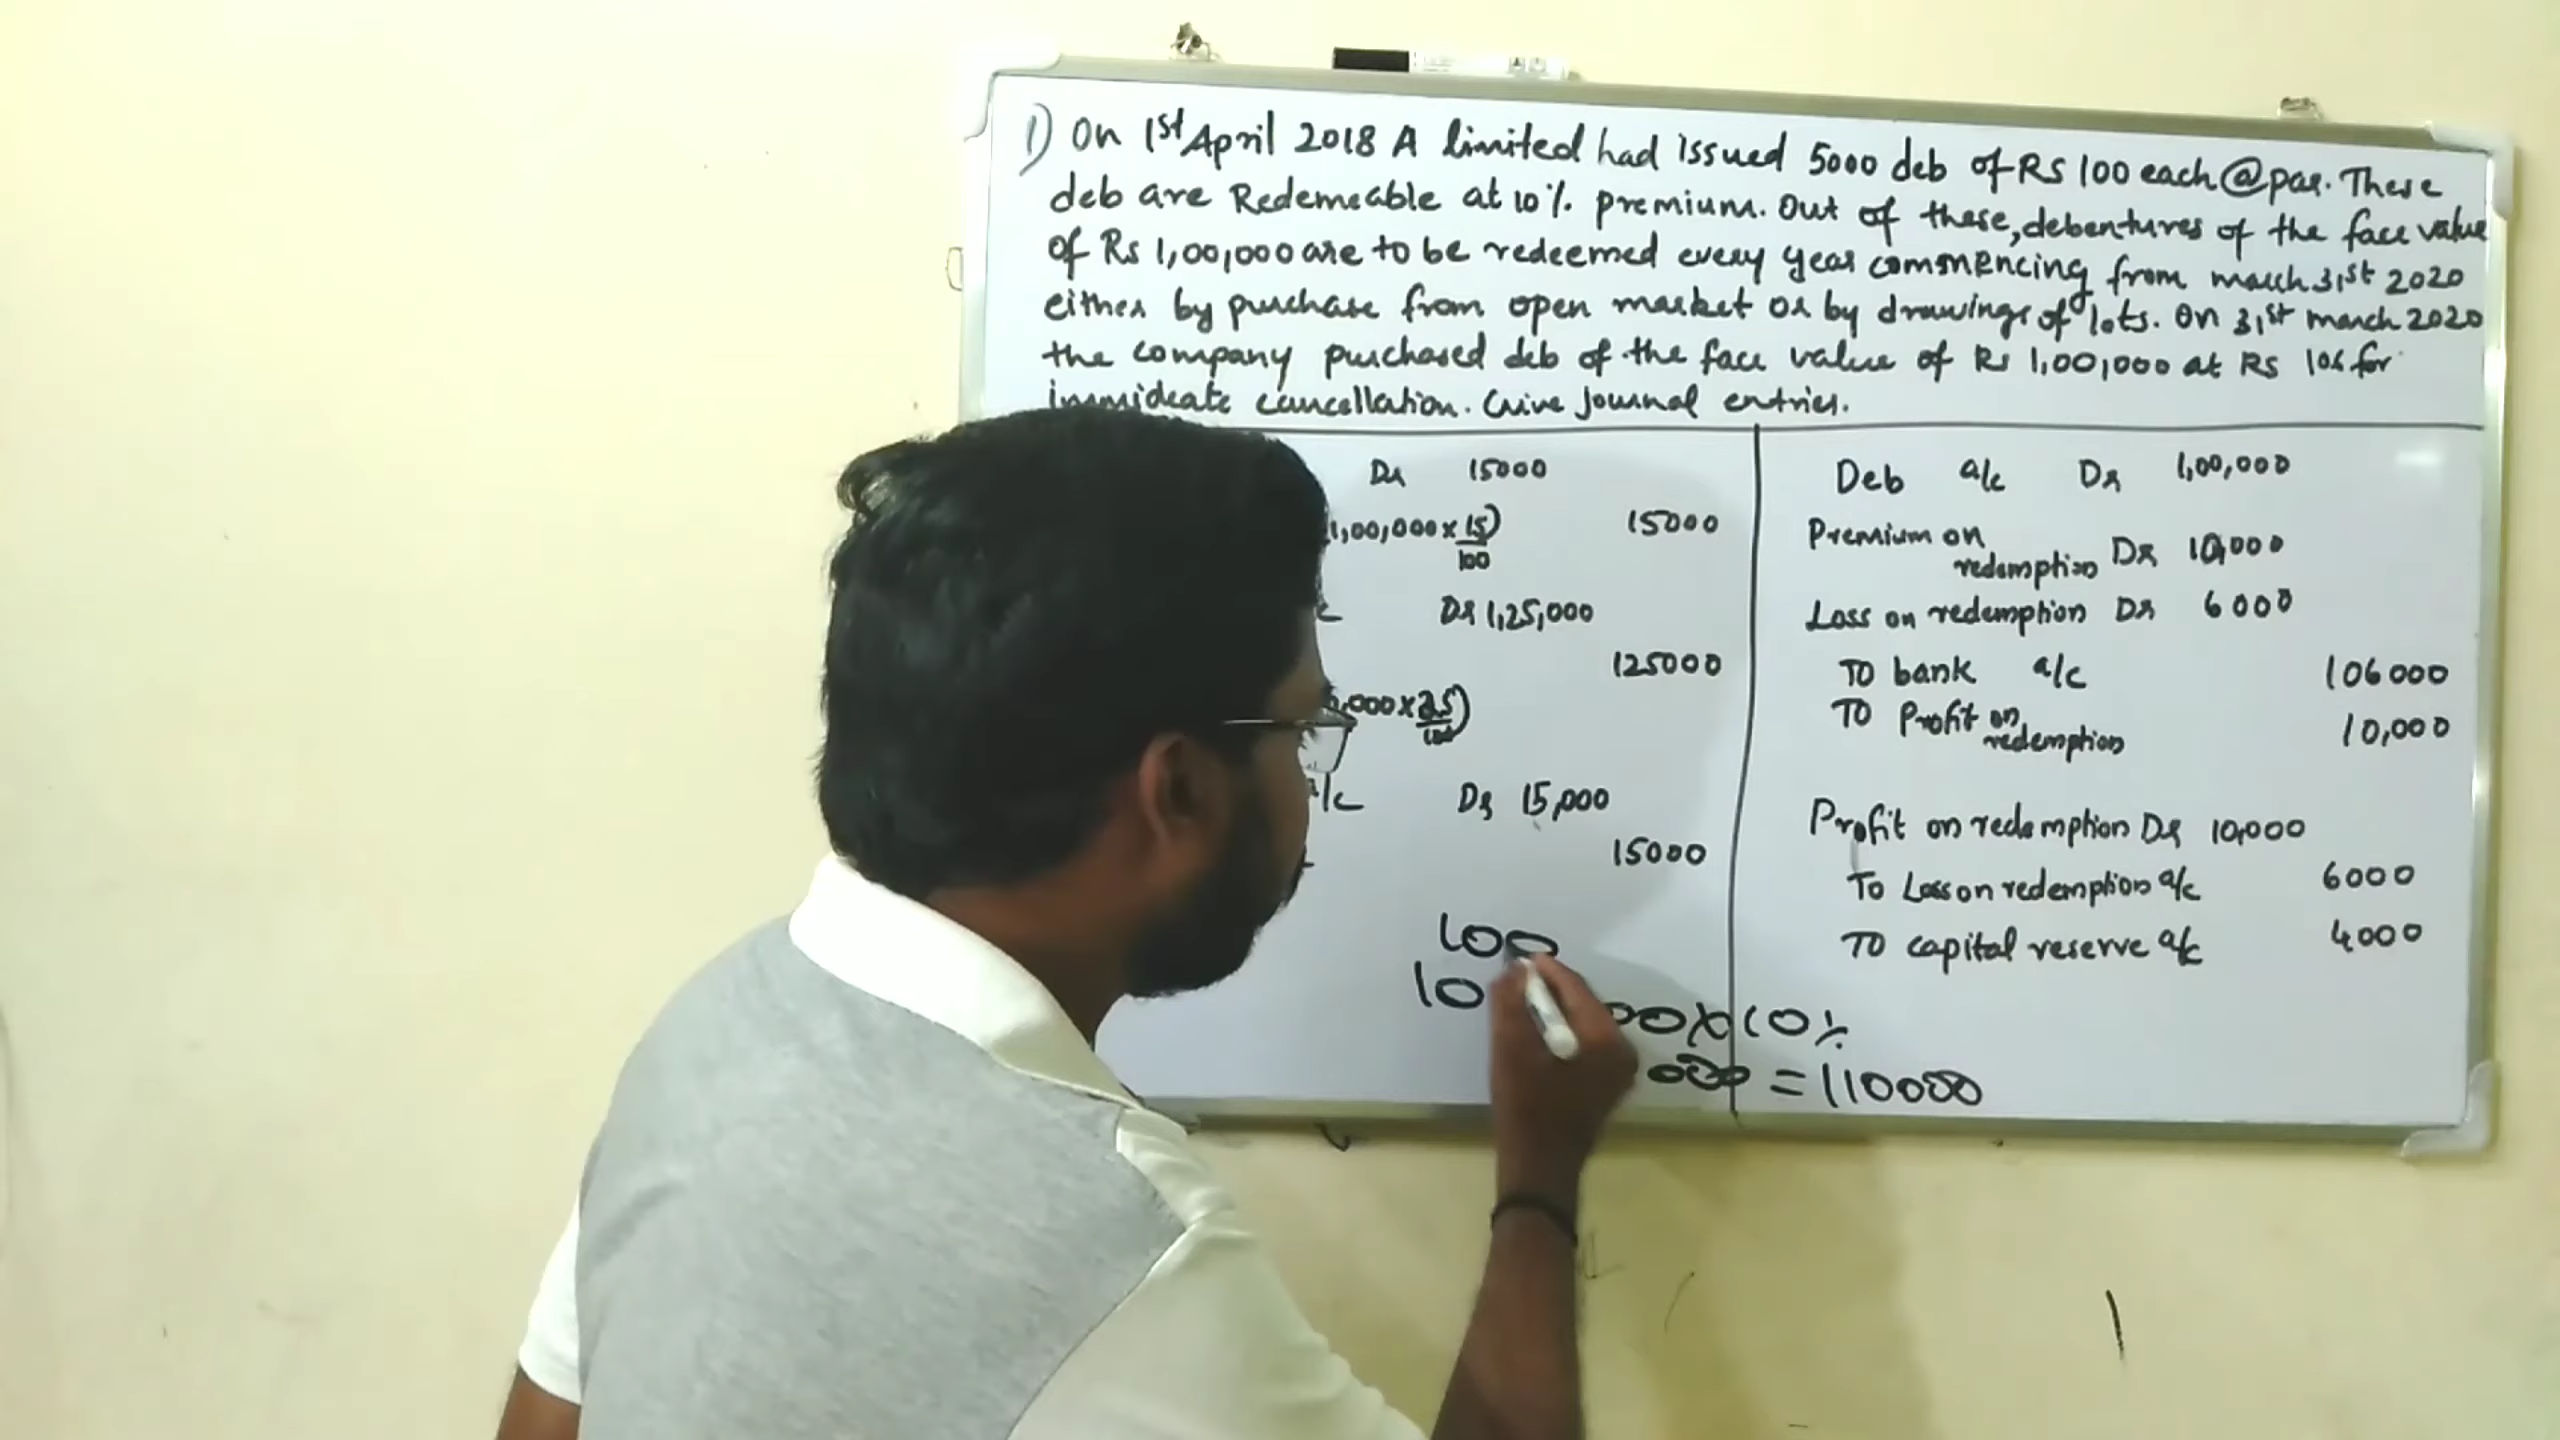 1) On 1st April 2018 A limited had issued 5000 deb of Rs 100 each @ par. These
deb are Redemeable at 10% premium. Out of these, debentures of the face value
of Rs 1,00,000 are to be redeemed every year commencing from march 31st 2020
either by purchase from open market or by drawings of lots. On 31st march 2020
the company purchased deb of the face value of Rs 1,00,000 at Rs 106 for
immideate cancellation. Give Journal entries.
Dr 15000
1,00,000 x 15/100) 15000
Dr 1,25,000
125000
,000 x 25/100)
a/c Dr 15,000
15000
100
10
00 x 10%
000 = 110000
Deb a/c Dr 1,00,000
Premium on
redemption Dr 10,000
Loss on redemption Dr 6000
To bank a/c 106000
To Profit on
redemption 10,000
Profit on redemption Dr 10,000
To Loss on redemption a/c 6000
To capital reserve a/c 4000